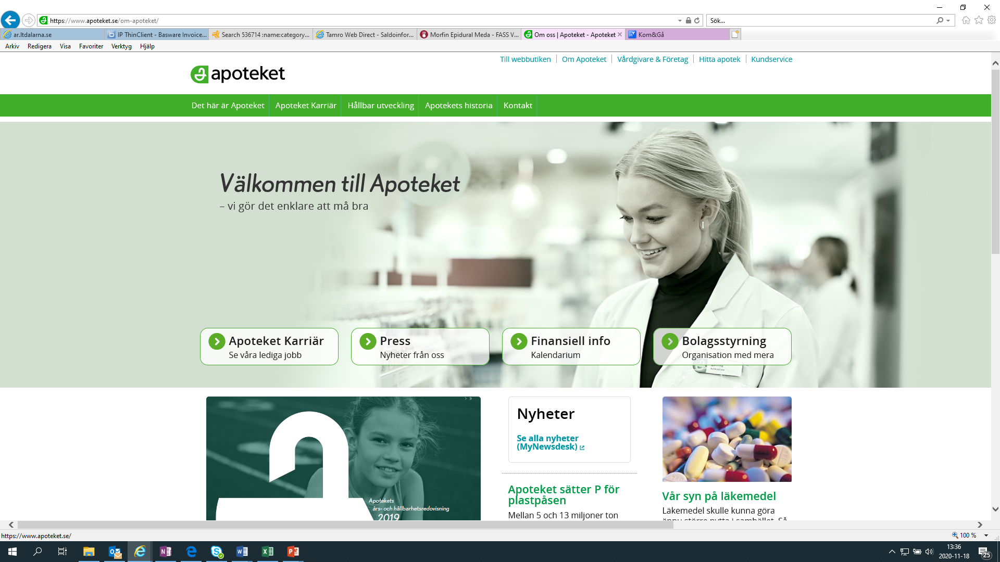 https://www.apoteket.se/om-apoteket/
Sök...
ar.ltdalarna.se
IP ThinClient - Basware Invoice...
Search 536714 :name:category...
Tamro Web Direct - Saldoinfor...
Morfin Epidural Meda - FASS V...
Om oss | Apoteket - Apoteket
Kom&Gå
Arkiv Redigera Visa Favoriter Verktyg Hjälp
Till webbutiken Om Apoteket Vårdgivare & Företag Hitta apotek Kundservice
apoteket
Det här är Apoteket Apoteket Karriär Hållbar utveckling Apotekets historia Kontakt
Välkommen till Apoteket
– vi gör det enklare att må bra
Apoteket Karriär
Se våra lediga jobb
Press
Nyheter från oss
Finansiell info
Kalendarium
Bolagsstyrning
Organisation med mera
Apotekets
års- och hållbarhetsredovisning
2019
Nyheter
Se alla nyheter
(MyNewsdesk)
Apoteket sätter P för
plastpåsen
Mellan 5 och 13 miljoner ton
Vår syn på läkemedel
Läkemedel skulle kunna göra
ännu större nytta i samhället. Så
https://www.apoteket.se/
100 %
13:36
2020-11-18
25